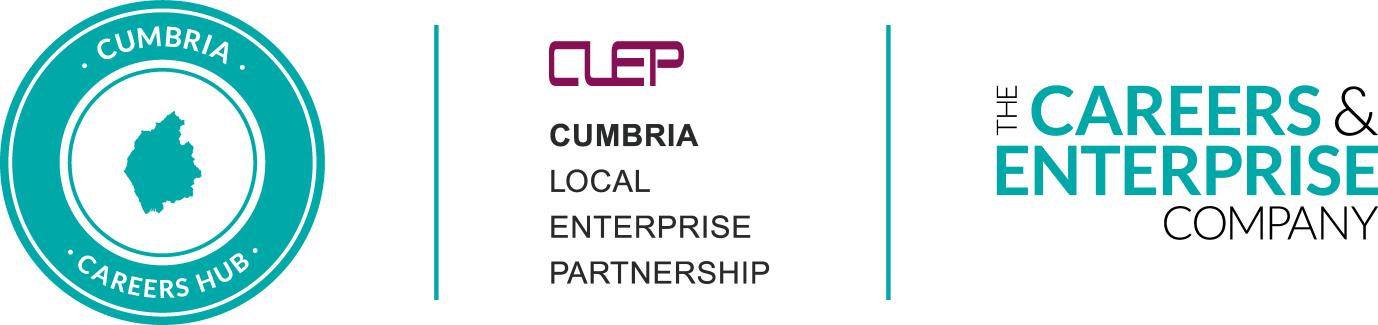 · CUMBRIA ·
· CAREERS HUB ·
CLEP
CUMBRIA
LOCAL
ENTERPRISE
PARTNERSHIP
THE
CAREERS &
ENTERPRISE
COMPANY